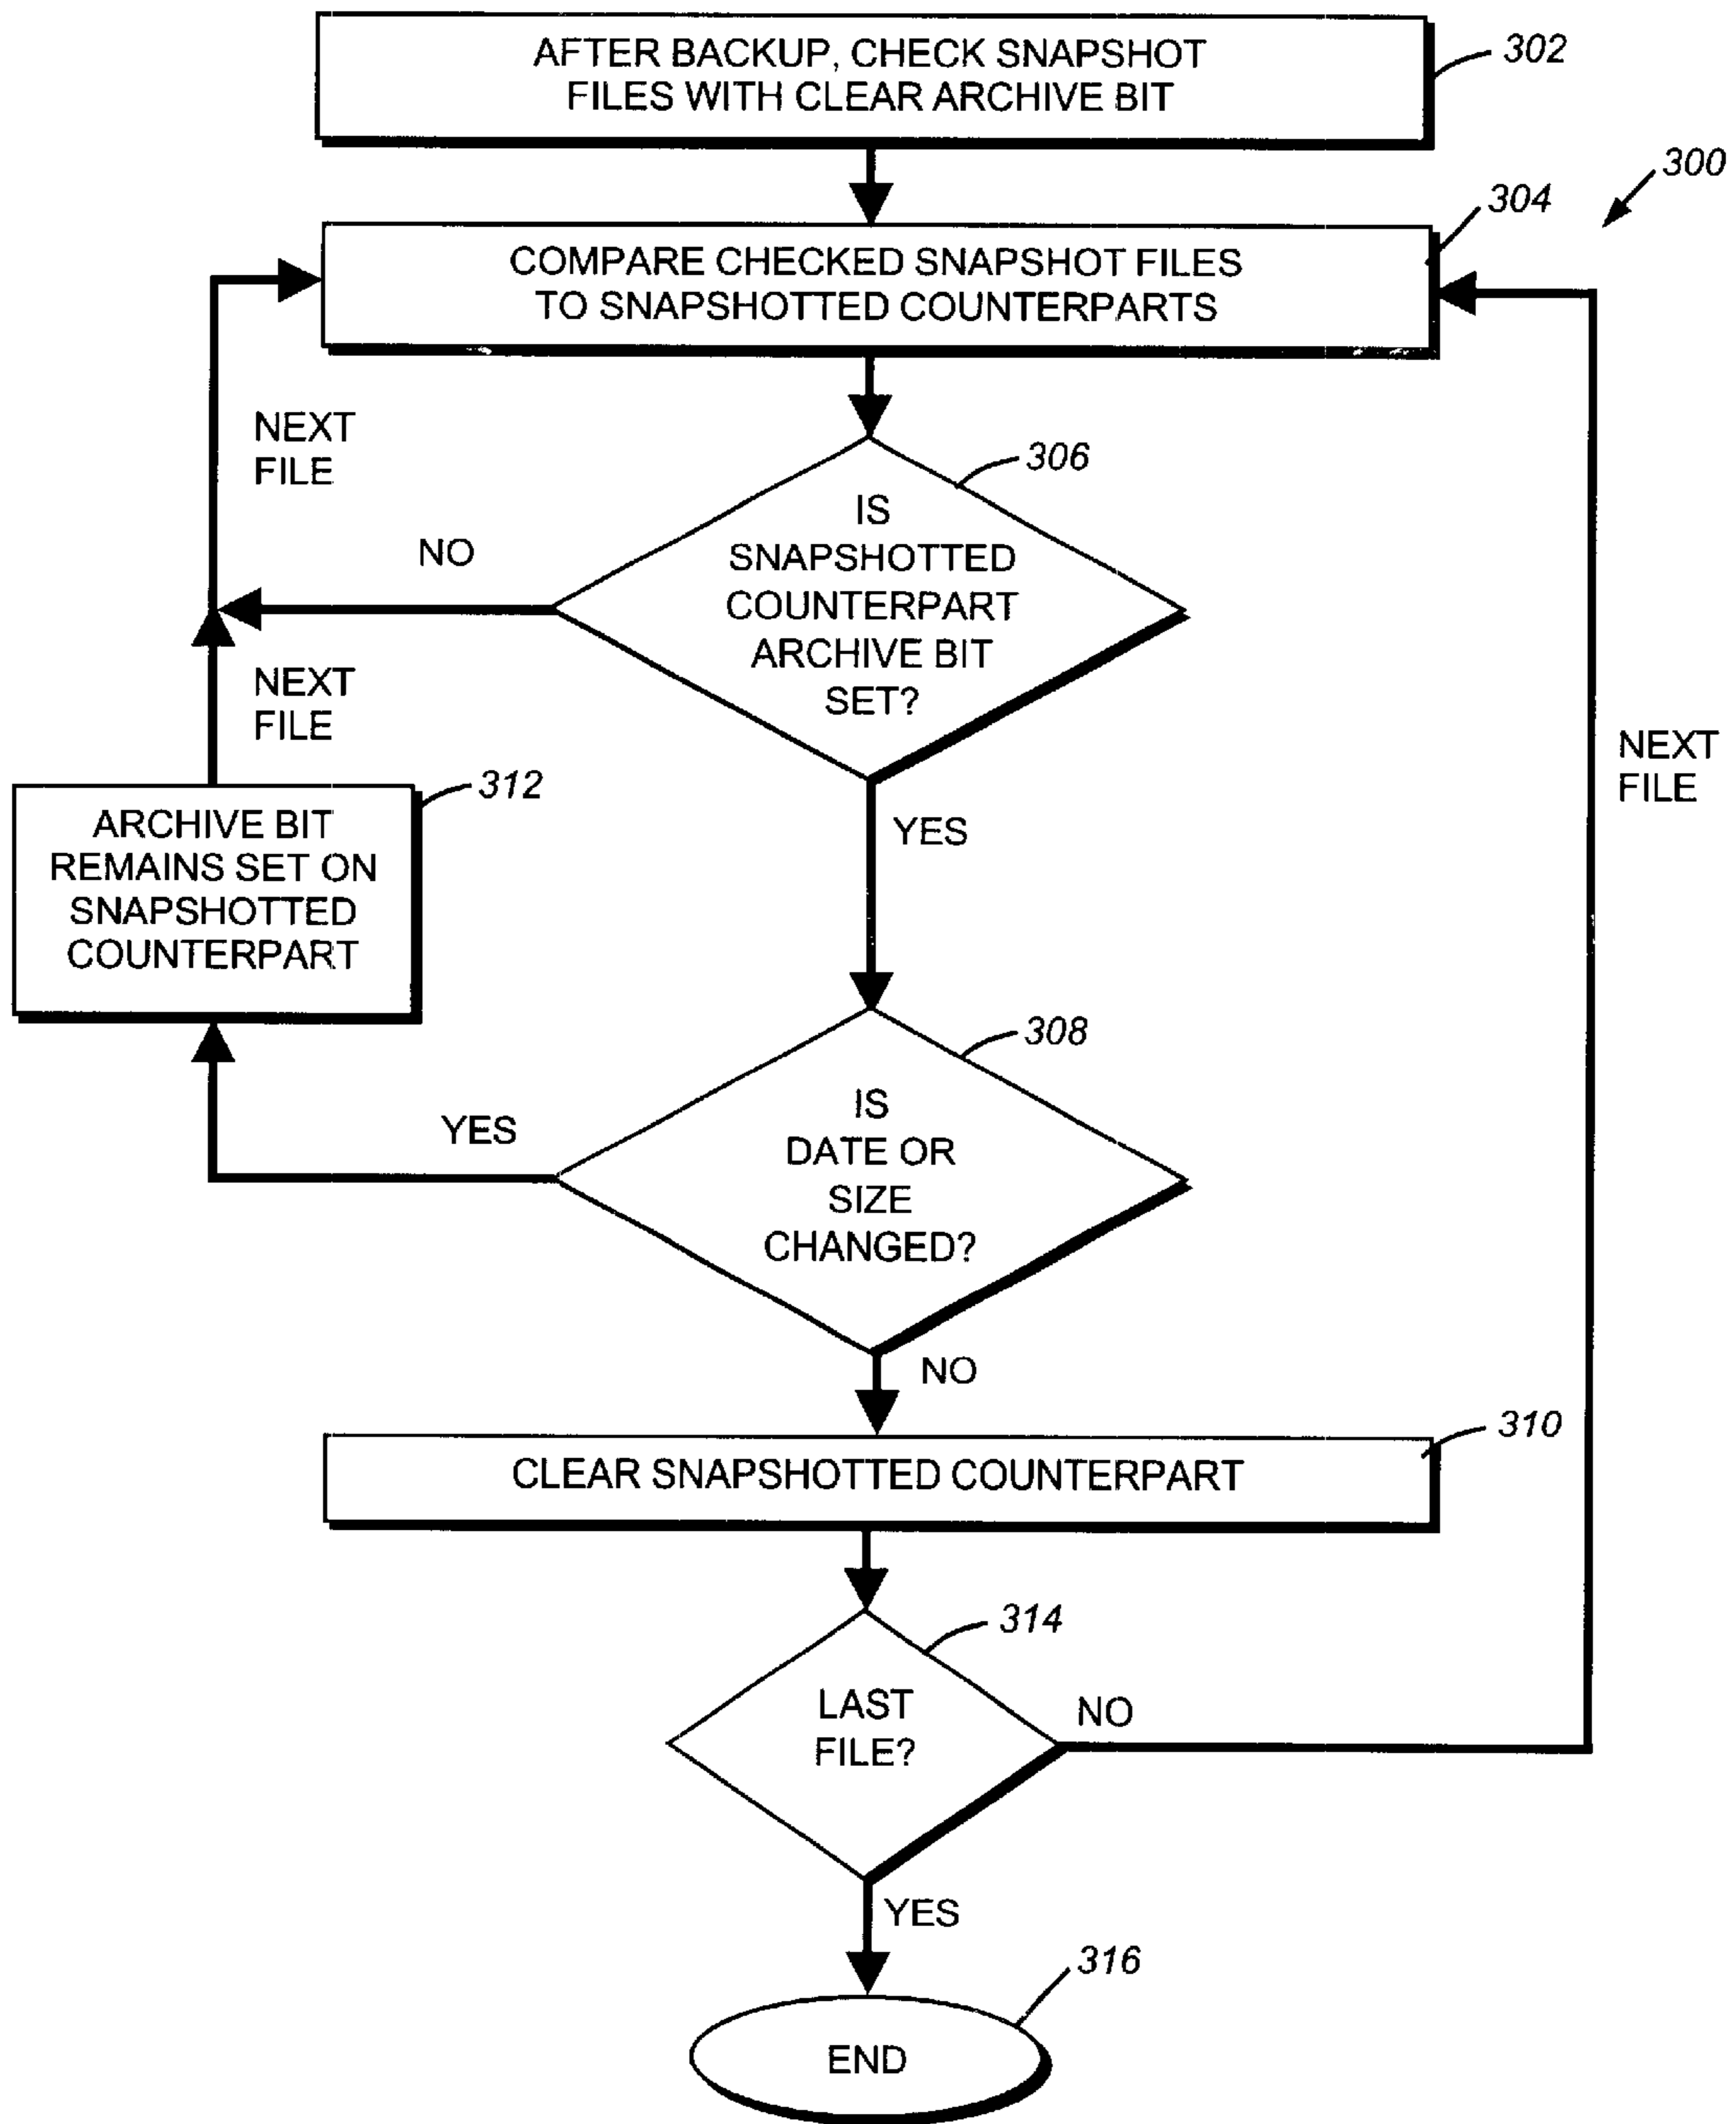 AFTER BACKUP, CHECK SNAPSHOT
FILES WITH CLEAR ARCHIVE BIT
302
300
304
COMPARE CHECKED SNAPSHOT FILES
TO SNAPSHOTTED COUNTERPARTS
NEXT
FILE
306
IS
SNAPSHOTTED
COUNTERPART
ARCHIVE BIT
SET?
NO
NEXT
FILE
NEXT
FILE
312
ARCHIVE BIT
REMAINS SET ON
SNAPSHOTTED
COUNTERPART
YES
308
IS
DATE OR
SIZE
CHANGED?
YES
NO
310
CLEAR SNAPSHOTTED COUNTERPART
314
LAST
FILE?
NO
YES
316
END